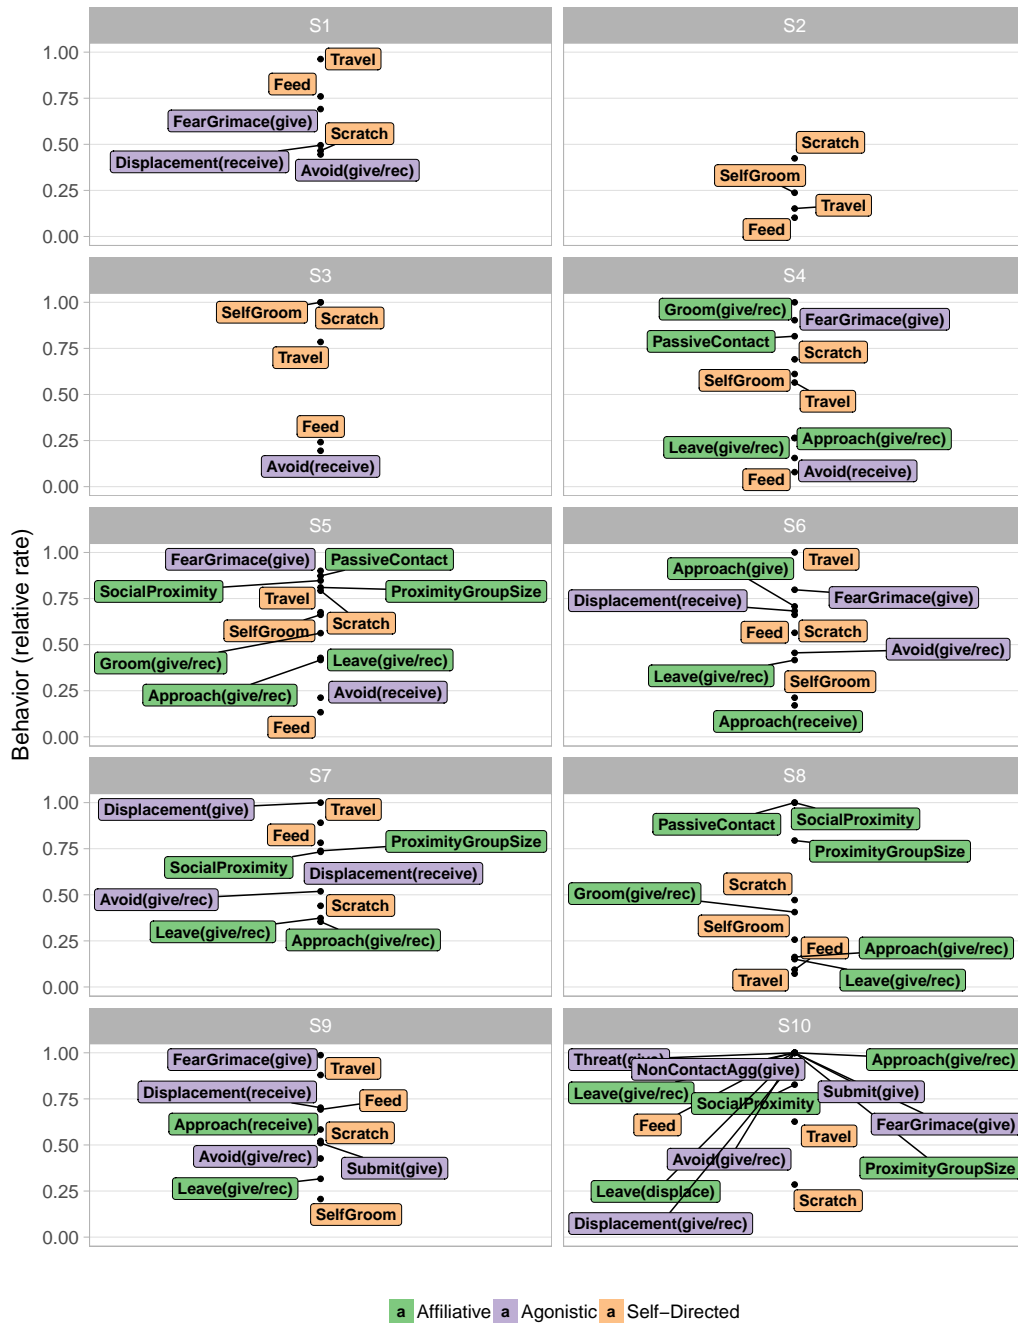 S1
1.00
0.75
0.50
0.25
0.00
Travel
Feed
FearGrimace(give)
Scratch
Displacement(receive)
Avoid(give/rec)
S2
Scratch
SelfGroom
Travel
Feed
S3
1.00
0.75
0.50
0.25
0.00
SelfGroom
Scratch
Travel
Feed
Avoid(receive)
S4
Groom(give/rec)
FearGrimace(give)
PassiveContact
Scratch
SelfGroom
Travel
Approach(give/rec)
Leave(give/rec)
Avoid(receive)
Feed
Behavior (relative rate)
S5
1.00
0.75
0.50
0.25
0.00
FearGrimace(give)
PassiveContact
SocialProximity
ProximityGroupSize
Travel
Scratch
SelfGroom
Groom(give/rec)
Leave(give/rec)
Approach(give/rec)
Avoid(receive)
Feed
S6
Travel
Approach(give)
Displacement(receive)
FearGrimace(give)
Feed
Scratch
Avoid(give/rec)
Leave(give/rec)
SelfGroom
Approach(receive)
S7
1.00
0.75
0.50
0.25
0.00
Displacement(give)
Travel
Feed
ProximityGroupSize
SocialProximity
Displacement(receive)
Avoid(give/rec)
Scratch
Leave(give/rec)
Approach(give/rec)
S8
PassiveContact
SocialProximity
ProximityGroupSize
Scratch
Groom(give/rec)
SelfGroom
Feed
Approach(give/rec)
Travel
Leave(give/rec)
S9
1.00
0.75
0.50
0.25
0.00
FearGrimace(give)
Travel
Displacement(receive)
Feed
Approach(receive)
Scratch
Avoid(give/rec)
Submit(give)
Leave(give/rec)
SelfGroom
S10
Threat(give)
Approach(give/rec)
NonContactAgg(give)
Leave(give/rec)
Submit(give)
SocialProximity
Feed
FearGrimace(give)
Travel
Avoid(give/rec)
ProximityGroupSize
Leave(displace)
Scratch
Displacement(give/rec)
a Affiliative a Agonistic a Self−Directed